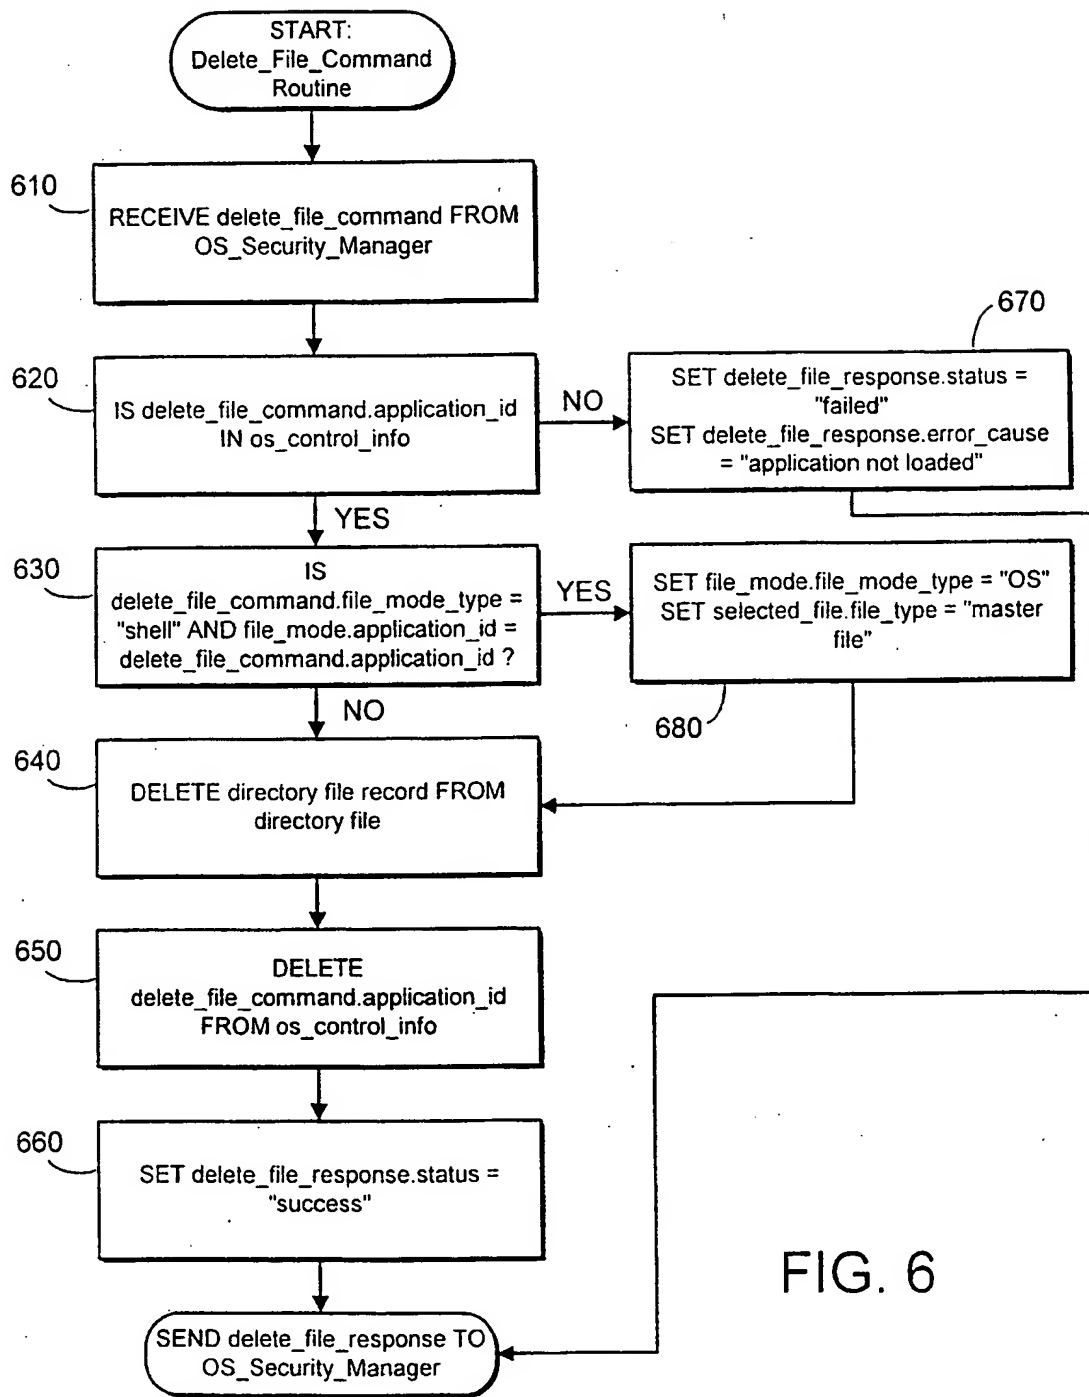 START:
Delete_File_Command
Routine
610
RECEIVE delete_file_command FROM
OS_Security_Manager
670
620
IS delete_file_command.application_id
IN os_control_info
NO
SET delete_file_response.status =
"failed"
SET delete_file_response.error_cause
= "application not loaded"
YES
630
IS
delete_file_command.file_mode_type =
"shell" AND file_mode.application_id =
delete_file_command.application_id ?
YES
SET file_mode.file_mode_type = "OS"
SET selected_file.file_type = "master
file"
680
NO
640
DELETE directory file record FROM
directory file
650
DELETE
delete_file_command.application_id
FROM os_control_info
660
SET delete_file_response.status =
"success"
FIG. 6
SEND delete_file_response TO
OS_Security_Manager